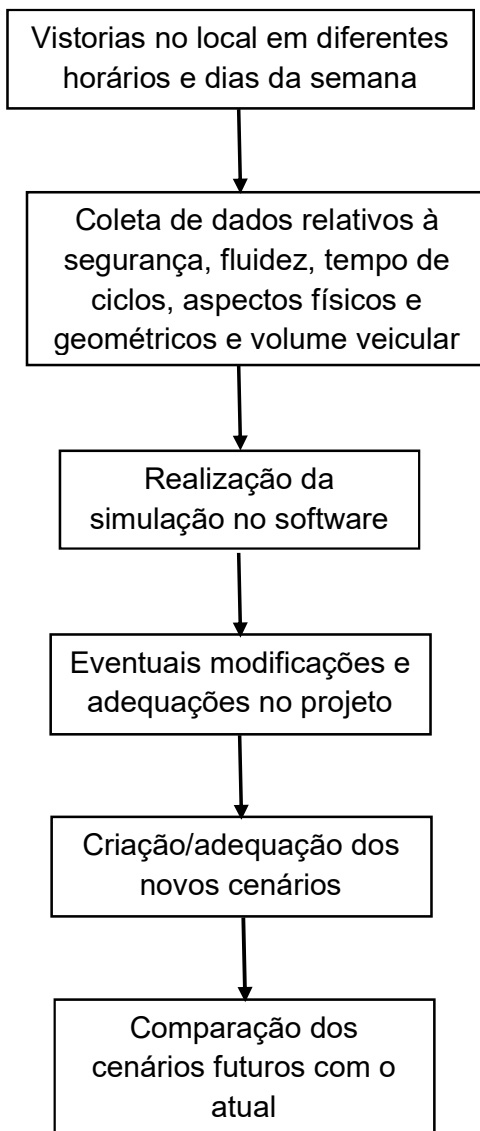 Vistorias no local em diferentes
horários e dias da semana
Coleta de dados relativos à
segurança, fluidez, tempo de
ciclos, aspectos físicos e
geométricos e volume veicular
Realização da
simulação no software
Eventuais modificações e
adequações no projeto
Criação/adequação dos
novos cenários
Comparação dos
cenários futuros com o
atual